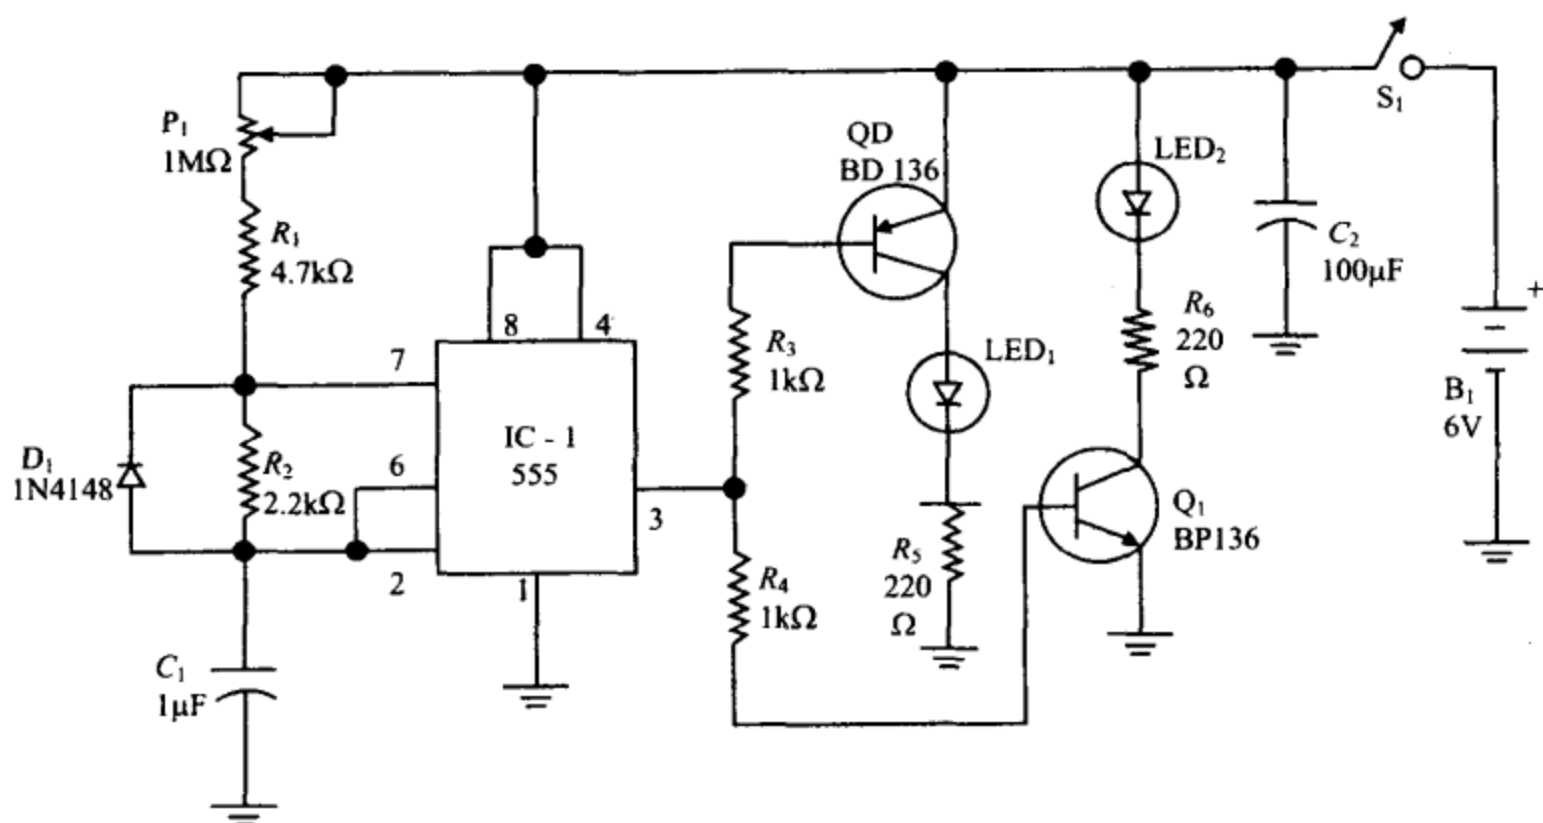 P₁
1MΩ
R₁
4.7kΩ
D₁
1N4148
R₂
2.2kΩ
C₁
1μF
7
6
2
8
4
IC - 1
555
3
1
R₃
1kΩ
R₄
1kΩ
QD
BD 136
LED₁
R₅
220
Ω
LED₂
R₆
220
Ω
Q₁
BP136
C₂
100μF
S₁
+
B₁
6V